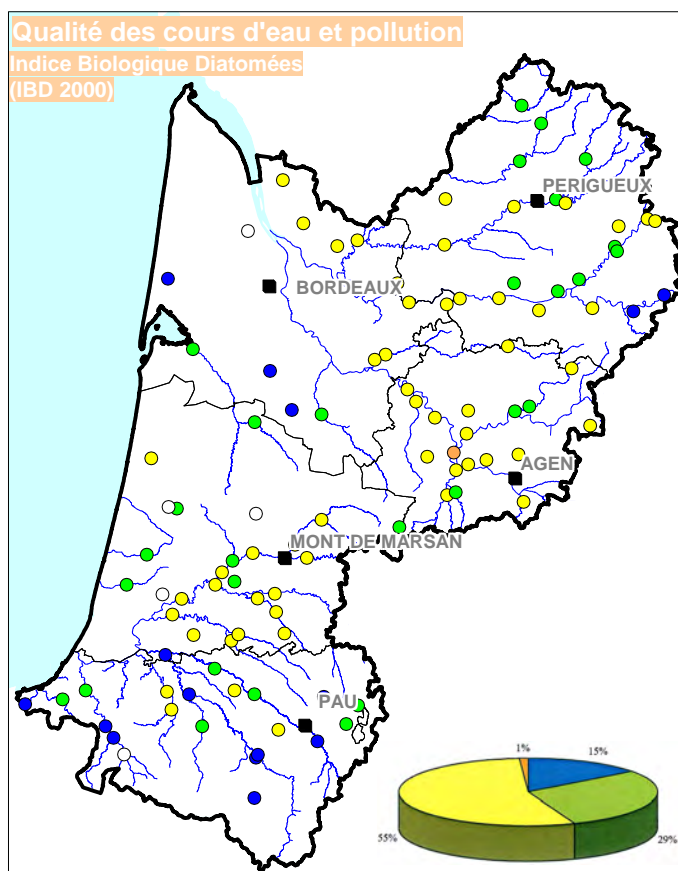 Qualité des cours d'eau et pollution
Indice Biologique Diatomées
(IBD 2000)
PERIGUEUX
BORDEAUX
AGEN
MONT DE MARSAN
PAU
1%
15%
55%
29%